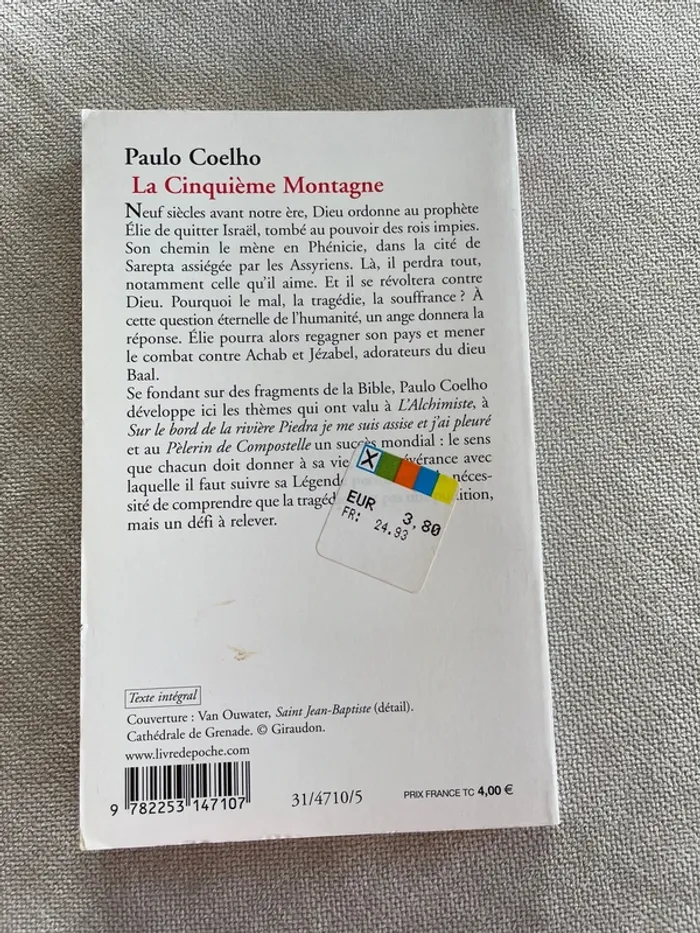 Paulo Coelho
La Cinquième Montagne
Neuf siècles avant notre ère, Dieu ordonne au prophète
Élie de quitter Israël, tombé au pouvoir des rois impies.
Son chemin le mène en Phénicie, dans la cité de
Sarepta assiégée par les Assyriens. Là, il perdra tout,
notamment celle qu'il aime. Et il se révoltera contre
Dieu. Pourquoi le mal, la tragédie, la souffrance ? À
cette question éternelle de l'humanité, un ange donnera la
réponse. Élie pourra alors regagner son pays et mener
le combat contre Achab et Jézabel, adorateurs du dieu
Baal.
Se fondant sur des fragments de la Bible, Paulo Coelho
développe ici les thèmes qui ont valu à L'Alchimiste, à
Sur le bord de la rivière Piedra je me suis assise et j'ai pleuré
et au Pèlerin de Compostelle un succès mondial : le sens
que chacun doit donner à sa vie avec
laquelle il faut suivre sa néces-
sité de comprendre que la
mais un défi à relever.
X
EUR 3,80
FR: 24.93
Texte intégral
Couverture : Van Ouwater, Saint Jean-Baptiste (détail).
Cathédrale de Grenade. © Giraudon.
www.livredepoche.com
9 782253 147107
31/4710/5
PRIX FRANCE TC 4,00 €